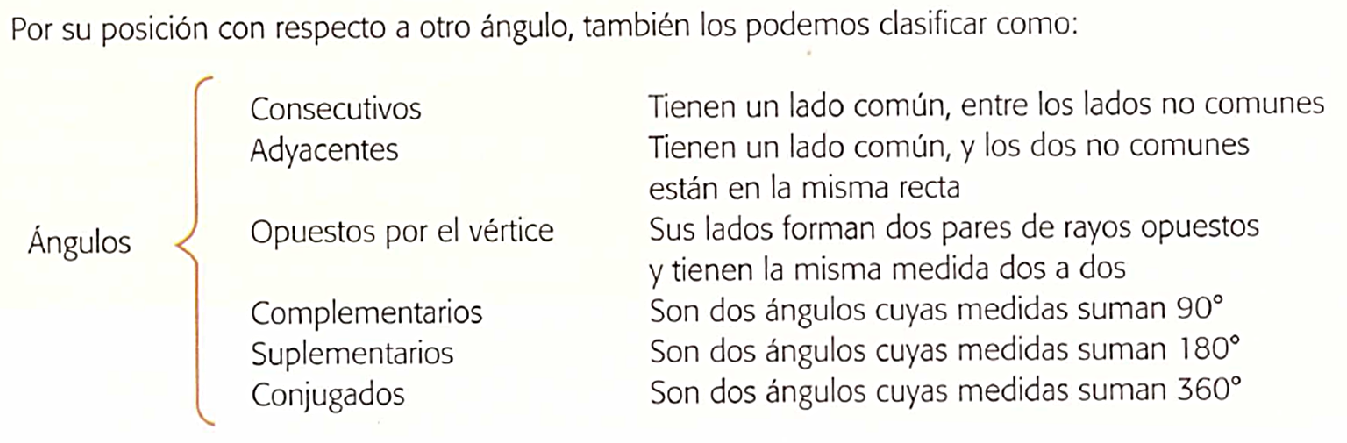 Por su posición con respecto a otro ángulo, también los podemos clasificar como:
Consecutivos Tienen un lado común, entre los lados no comunes
Adyacentes Tienen un lado común, y los dos no comunes
están en la misma recta
Ángulos
Opuestos por el vértice Sus lados forman dos pares de rayos opuestos
y tienen la misma medida dos a dos
Complementarios Son dos ángulos cuyas medidas suman 90°
Suplementarios Son dos ángulos cuyas medidas suman 180°
Conjugados Son dos ángulos cuyas medidas suman 360°